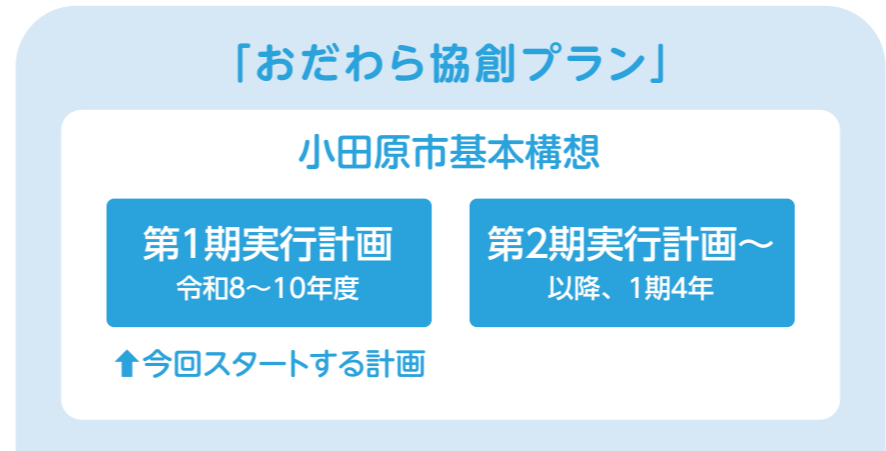 「おだわら協創プラン」
小田原市基本構想
第1期実行計画
令和8～10年度
第2期実行計画～
以降、1期4年
⬆今回スタートする計画